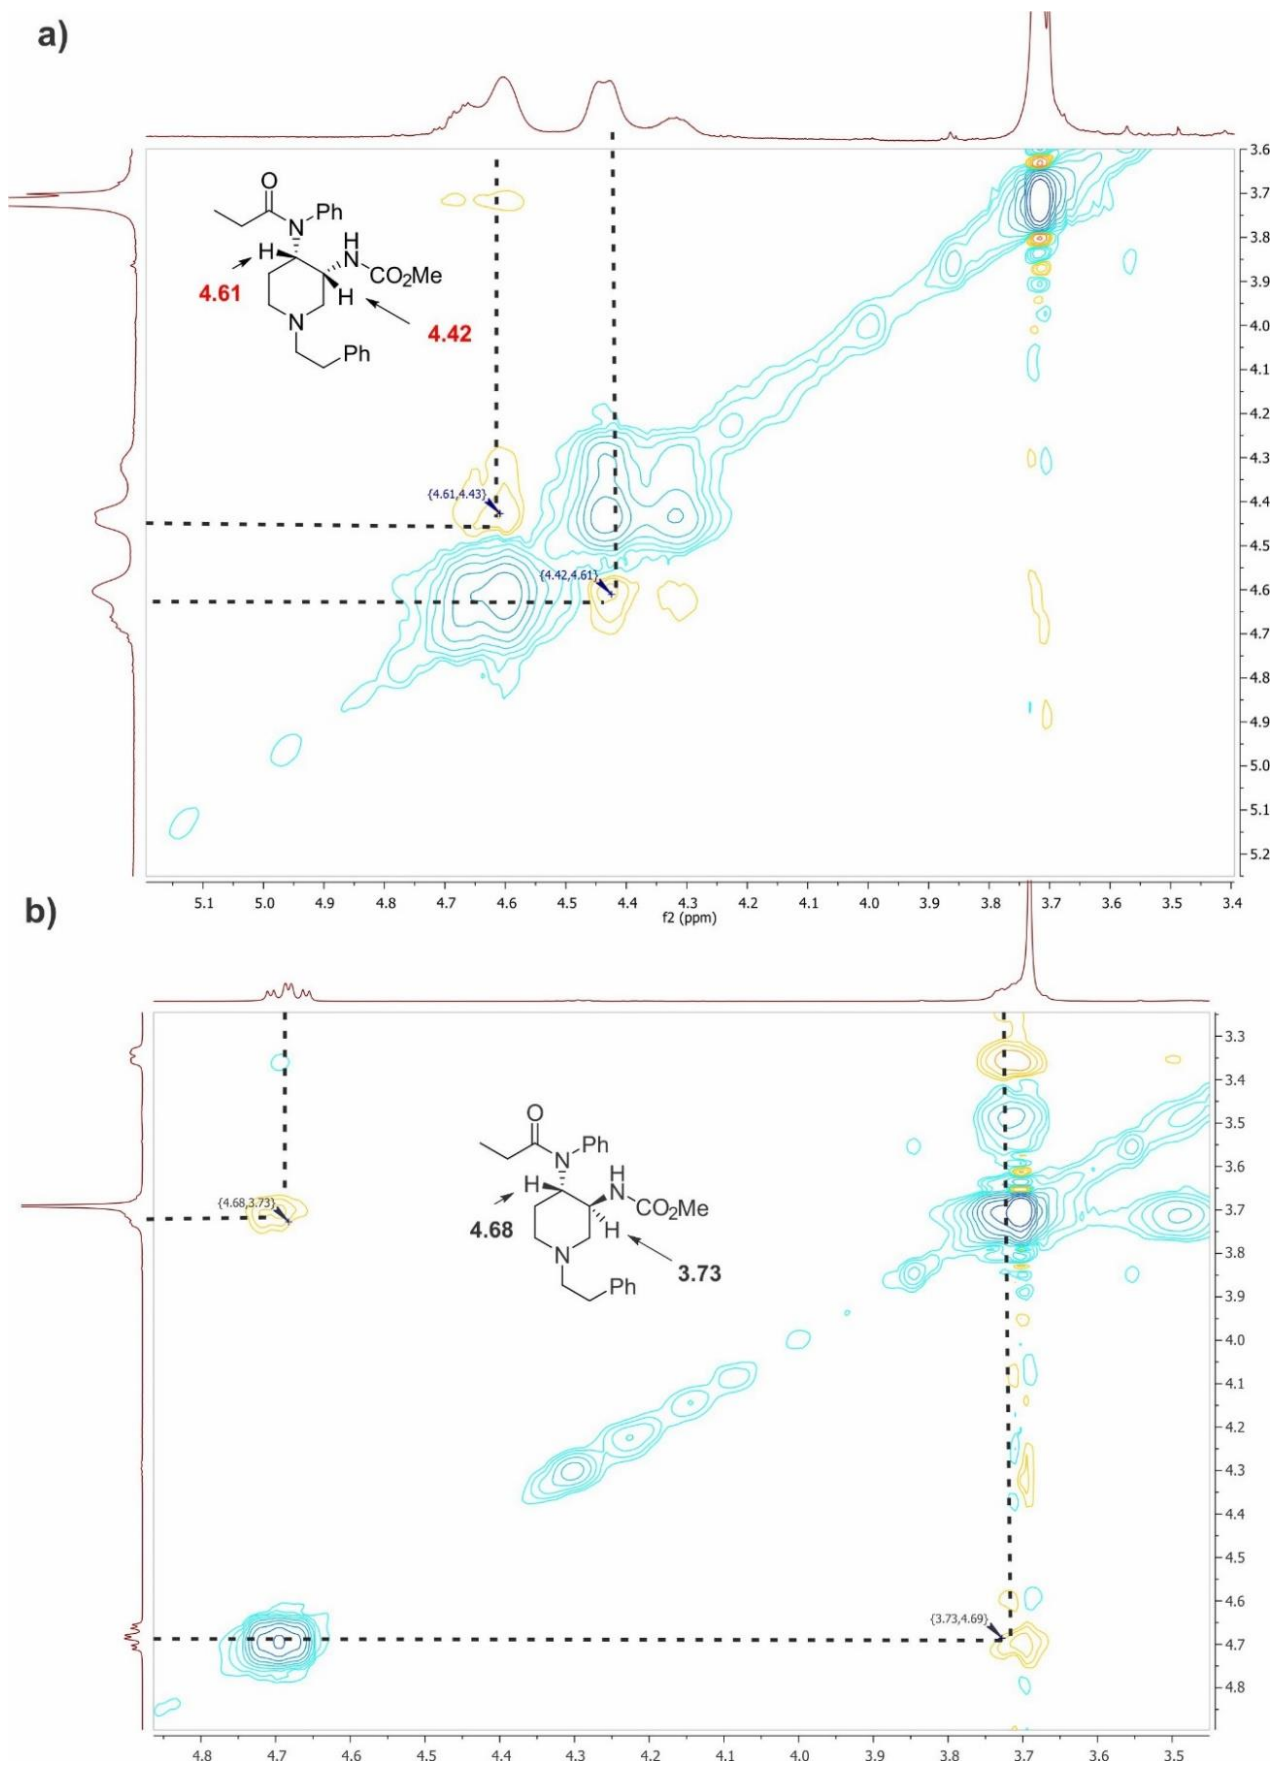 a)
3.6
3.7
3.8
3.9
4.0
4.1
4.2
4.3
4.4
4.5
4.6
4.7
4.8
4.9
5.0
5.1
5.2
O
N
Ph
H
H
N
CO₂Me
H
4.61
4.42
N
Ph
{4.61,4.43}
{4.42,4.61}
5.1 5.0 4.9 4.8 4.7 4.6 4.5 4.4 4.3 4.2 4.1 4.0 3.9 3.8 3.7 3.6 3.5 3.4
f2 (ppm)
b)
3.3
3.4
3.5
3.6
3.7
3.8
3.9
4.0
4.1
4.2
4.3
4.4
4.5
4.6
4.7
4.8
O
N
Ph
H
H
N
CO₂Me
H
4.68
3.73
N
Ph
{4.68,3.73}
{3.73,4.69}
4.8 4.7 4.6 4.5 4.4 4.3 4.2 4.1 4.0 3.9 3.8 3.7 3.6 3.5